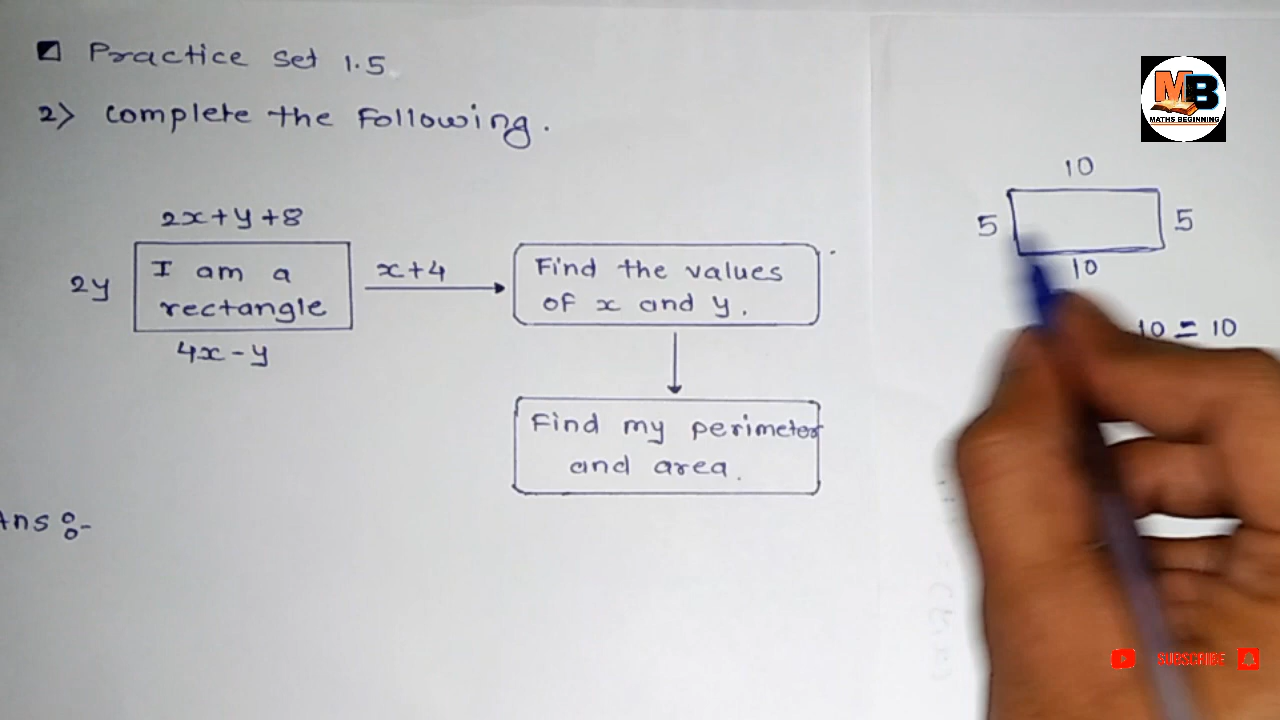 Practice Set 1.5
2) Complete the Following.
2x+y+8
2y
I am a
rectangle
4x-y
x+4
Find the values
of x and y.
Find my perimeter
and area.
Ans :-
10
5
5
10
10 = 10
MB
MATHS BEGINNING
SUBSCRIBE